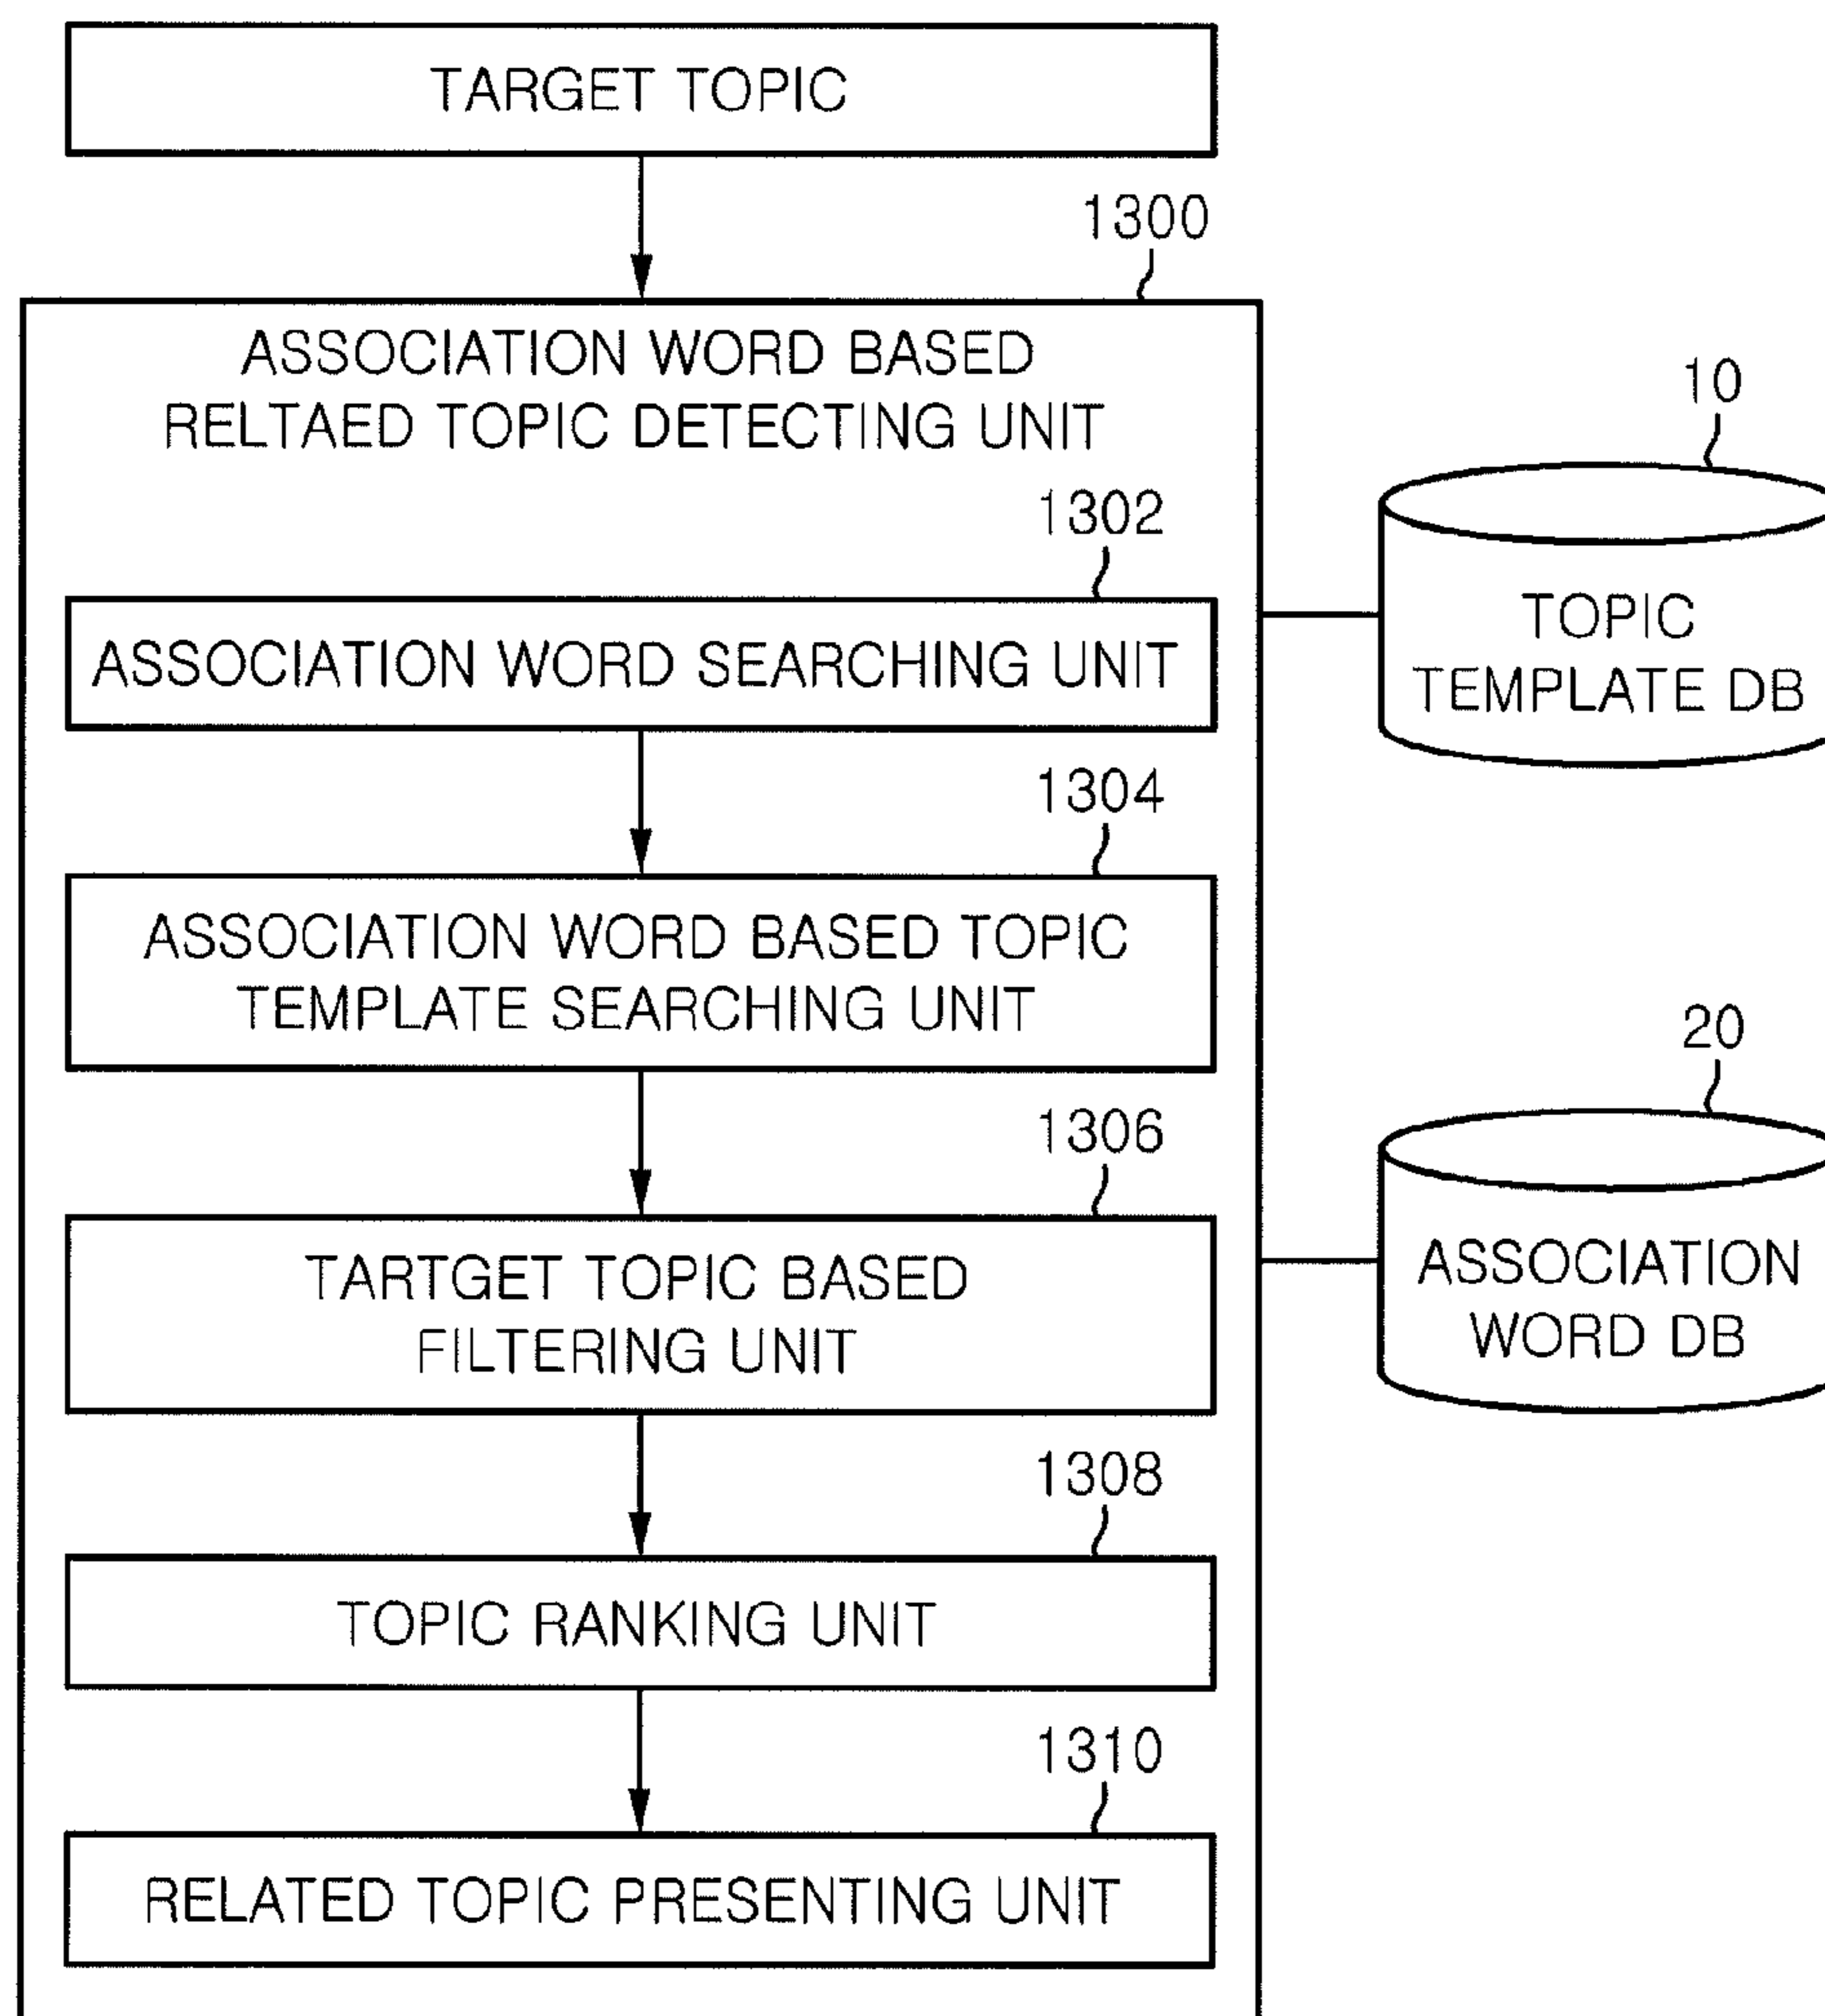 TARGET TOPIC
1300
ASSOCIATION WORD BASED
RELTAED TOPIC DETECTING UNIT
10
1302
ASSOCIATION WORD SEARCHING UNIT
TOPIC
TEMPLATE DB
1304
ASSOCIATION WORD BASED TOPIC
TEMPLATE SEARCHING UNIT
20
1306
TARTGET TOPIC BASED
FILTERING UNIT
ASSOCIATION
WORD DB
1308
TOPIC RANKING UNIT
1310
RELATED TOPIC PRESENTING UNIT